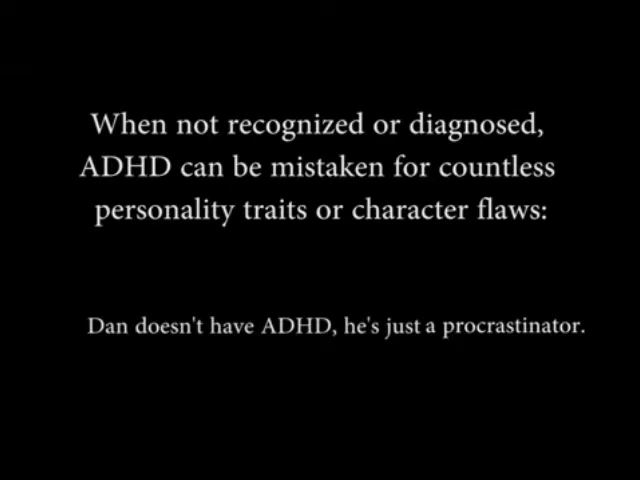 When not recognized or diagnosed,
ADHD can be mistaken for countless
personality traits or character flaws:
Dan doesn't have ADHD, he's just a procrastinator.